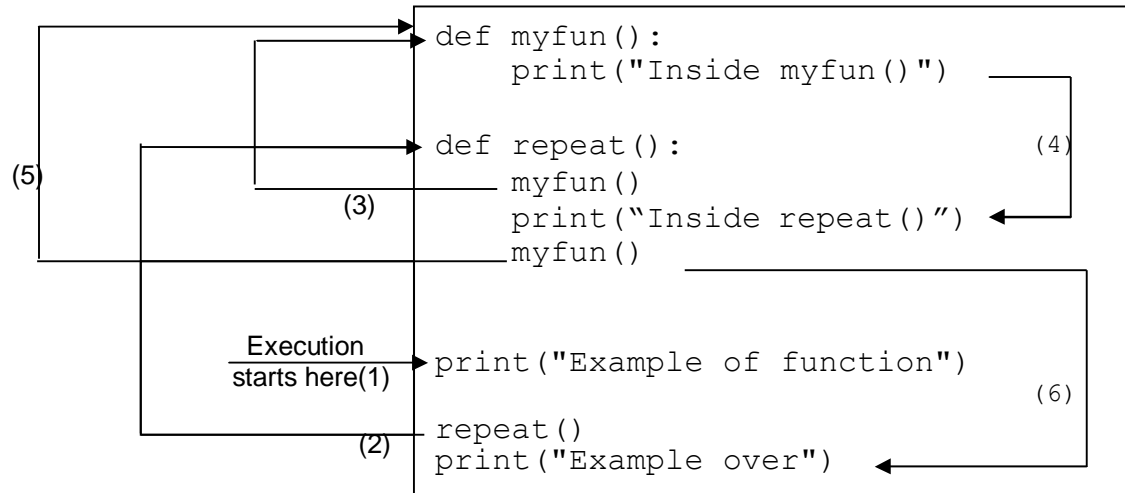 def myfun():
print("Inside myfun()")
def repeat():
(4)
(5)
myfun()
(3)
print(“Inside repeat()”)
myfun()
Execution
starts here(1)
print("Example of function")
(6)
repeat()
(2)
print("Example over")